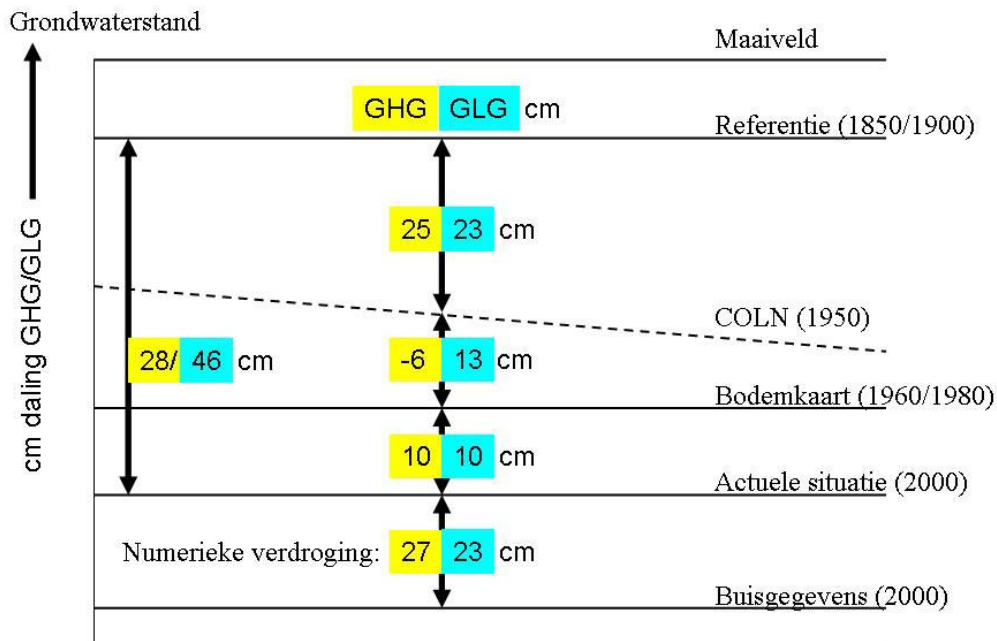 Grondwaterstand
Maaiveld
GHG GLG cm
Referentie (1850/1900)
25 23 cm
cm daling GHG/GLG
COLN (1950)
28/ 46 cm
-6 13 cm
Bodemkaart (1960/1980)
10 10 cm
Actuele situatie (2000)
Numerieke verdroging: 27 23 cm
Buisgegevens (2000)